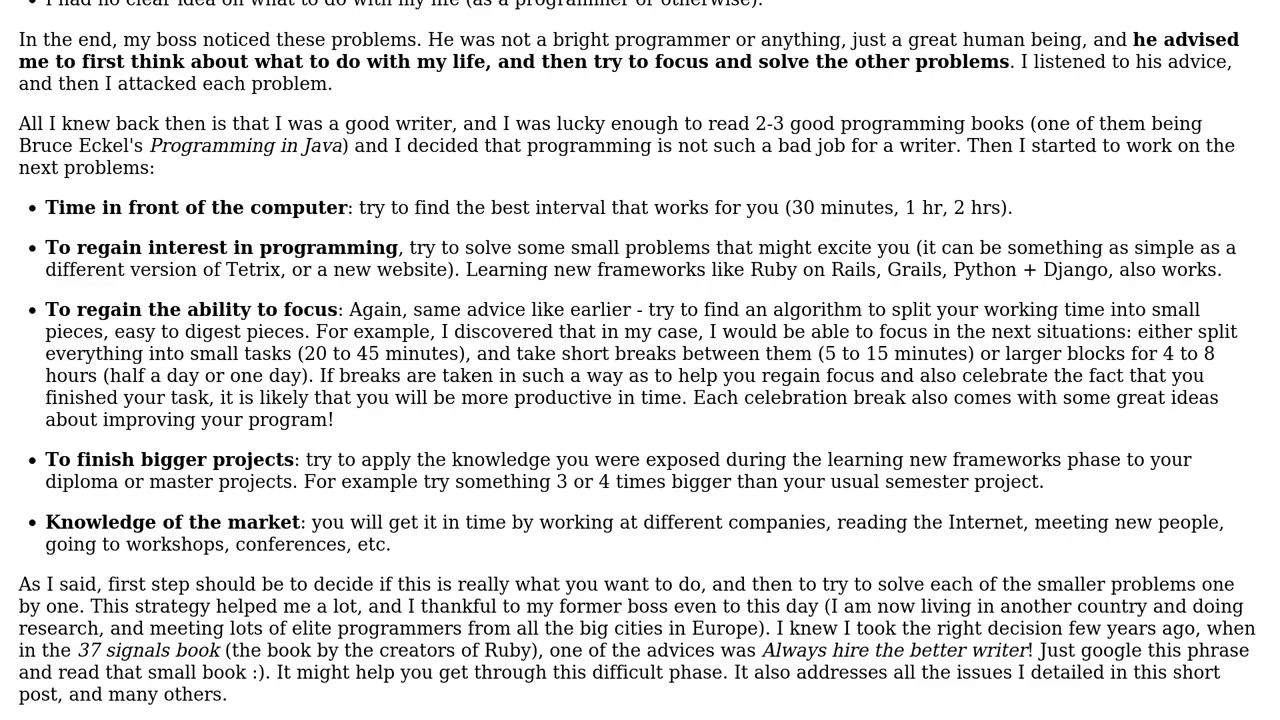 • I had no clear idea on what to do with my life (as a programmer or otherwise).
In the end, my boss noticed these problems. He was not a bright programmer or anything, just a great human being, and he advised
me to first think about what to do with my life, and then try to focus and solve the other problems. I listened to his advice,
and then I attacked each problem.
All I knew back then is that I was a good writer, and I was lucky enough to read 2-3 good programming books (one of them being
Bruce Eckel's Programming in Java) and I decided that programming is not such a bad job for a writer. Then I started to work on the
next problems:
• Time in front of the computer: try to find the best interval that works for you (30 minutes, 1 hr, 2 hrs).
• To regain interest in programming, try to solve some small problems that might excite you (it can be something as simple as a
different version of Tetrix, or a new website). Learning new frameworks like Ruby on Rails, Grails, Python + Django, also works.
• To regain the ability to focus: Again, same advice like earlier - try to find an algorithm to split your working time into small
pieces, easy to digest pieces. For example, I discovered that in my case, I would be able to focus in the next situations: either split
everything into small tasks (20 to 45 minutes), and take short breaks between them (5 to 15 minutes) or larger blocks for 4 to 8
hours (half a day or one day). If breaks are taken in such a way as to help you regain focus and also celebrate the fact that you
finished your task, it is likely that you will be more productive in time. Each celebration break also comes with some great ideas
about improving your program!
• To finish bigger projects: try to apply the knowledge you were exposed during the learning new frameworks phase to your
diploma or master projects. For example try something 3 or 4 times bigger than your usual semester project.
• Knowledge of the market: you will get it in time by working at different companies, reading the Internet, meeting new people,
going to workshops, conferences, etc.
As I said, first step should be to decide if this is really what you want to do, and then to try to solve each of the smaller problems one
by one. This strategy helped me a lot, and I thankful to my former boss even to this day (I am now living in another country and doing
research, and meeting lots of elite programmers from all the big cities in Europe). I knew I took the right decision few years ago, when
in the 37 signals book (the book by the creators of Ruby), one of the advices was Always hire the better writer! Just google this phrase
and read that small book :). It might help you get through this difficult phase. It also addresses all the issues I detailed in this short
post, and many others.